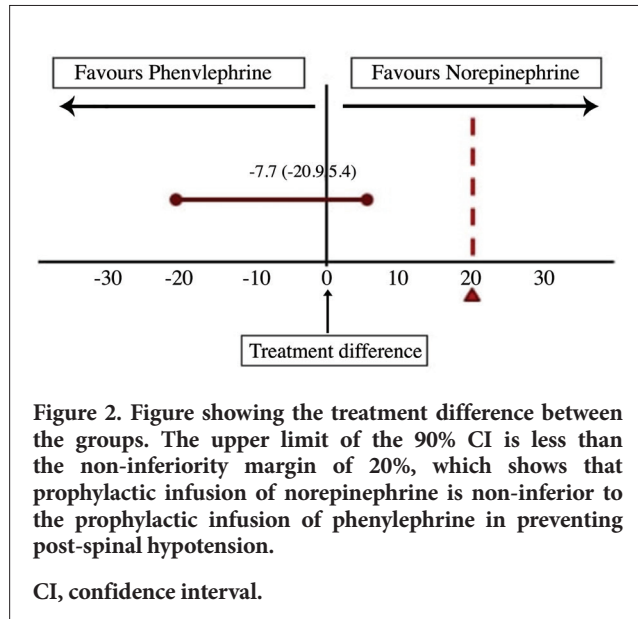 Favours Phenvlephrine
Favours Norepinephrine
-7.7 (-20.9,5.4)
-30 -20 -10 0 10 20 30
Treatment difference
Figure 2. Figure showing the treatment difference between
the groups. The upper limit of the 90% CI is less than
the non-inferiority margin of 20%, which shows that
prophylactic infusion of norepinephrine is non-inferior to
the prophylactic infusion of phenylephrine in preventing
post-spinal hypotension.
CI, confidence interval.